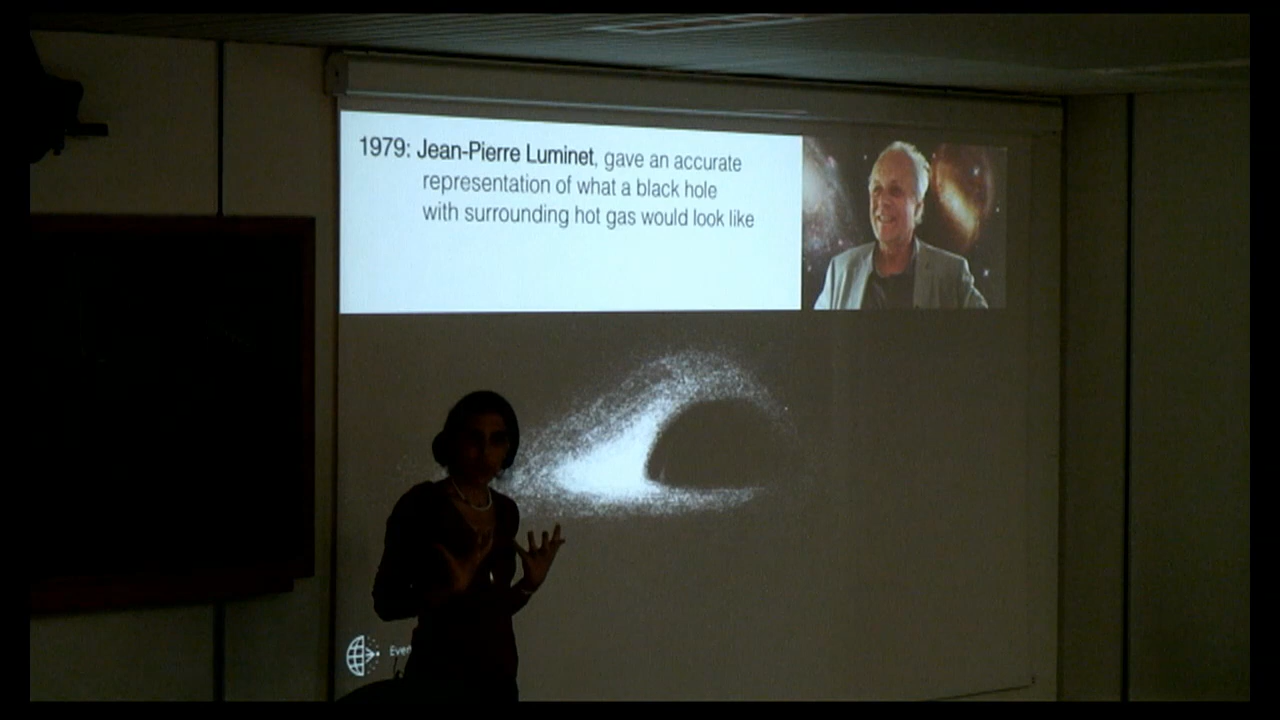 1979: Jean-Pierre Luminet, gave an accurate
representation of what a black hole
with surrounding hot gas would look like